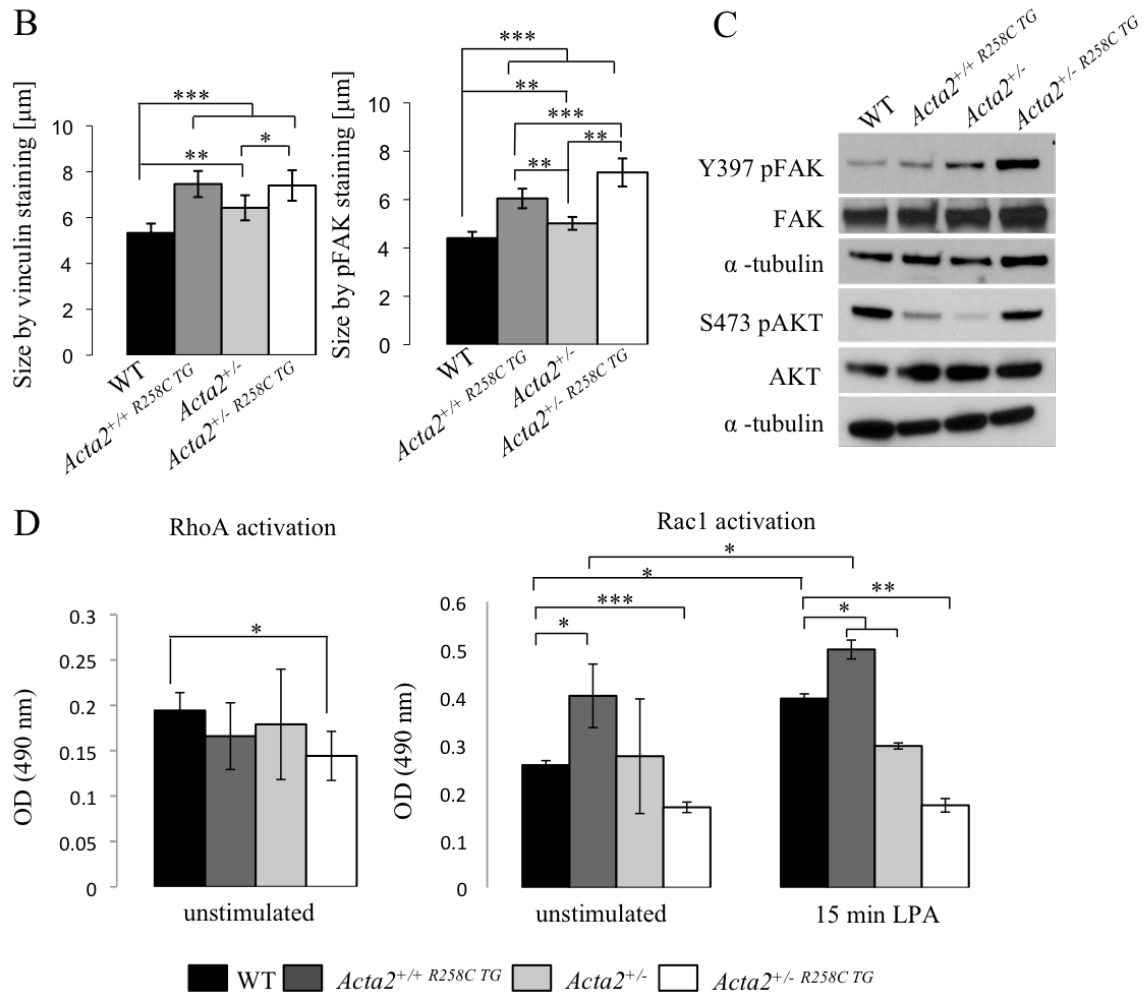 B
Size by vinculin staining [μm]
***
**
*
10
8
6
4
2
0
WT
Acta2+/+ R258C TG
Acta2+/-
Acta2+/- R258C TG
Size by pFAK staining [μm]
***
**
***
** **
10
8
6
4
2
0
WT
Acta2+/+ R258C TG
Acta2+/-
Acta2+/- R258C TG
C
WT Acta2+/+ R258C TG Acta2+/- Acta2+/- R258C TG
Y397 pFAK
FAK
α -tubulin
S473 pAKT
AKT
α -tubulin
D
RhoA activation
OD (490 nm)
*
0.3
0.25
0.2
0.15
0.1
0.05
0
unstimulated
Rac1 activation
OD (490 nm)
*
*
*** **
* *
0.6
0.5
0.4
0.3
0.2
0.1
0
unstimulated 15 min LPA
WT Acta2+/+ R258C TG Acta2+/- Acta2+/- R258C TG